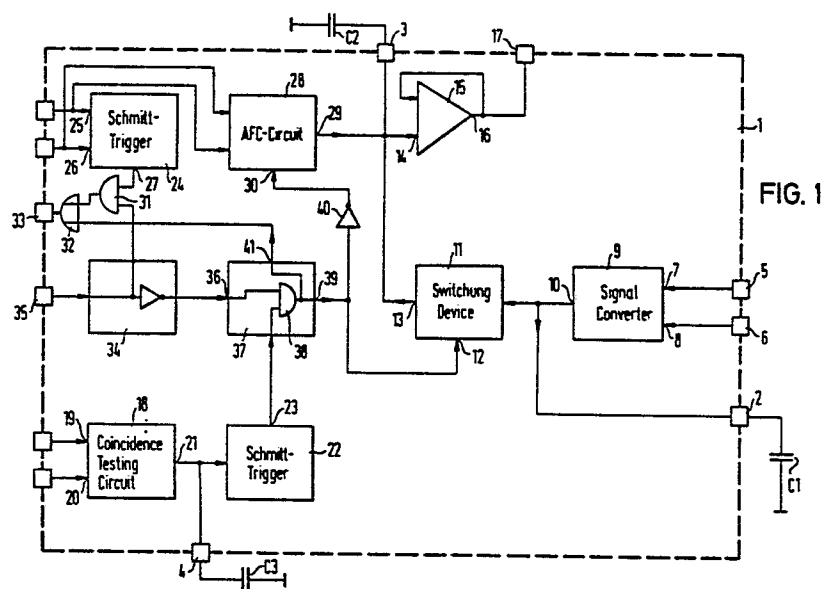 C2
3
17
28
15
Schmitt-
Trigger
25
26
27
24
AFC-Circuit
29
30
14
16
1
FIG. 1
31
33
32
40
41
11
9
35
36
39
Switchung
Device
10
Signal
Converter
7
5
13
8
6
34
37
38
12
2
19
18
23
Coincidence
Testing
Circuit
21
Schmitt-
Trigger
22
20
C1
4
C3